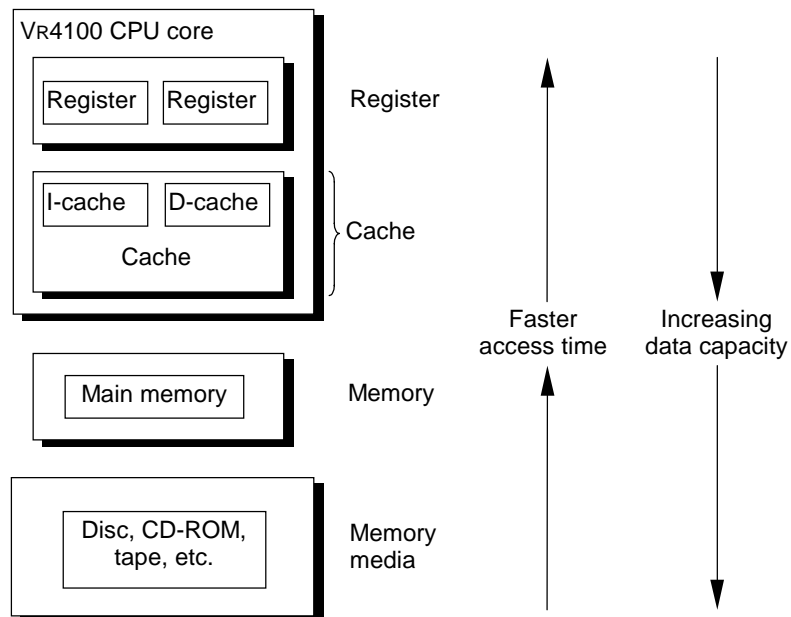 VR4100 CPU core
Register Register
Register
I-cache D-cache
Cache
Cache
Faster
access time
Increasing
data capacity
Main memory
Memory
Disc, CD-ROM,
tape, etc.
Memory
media